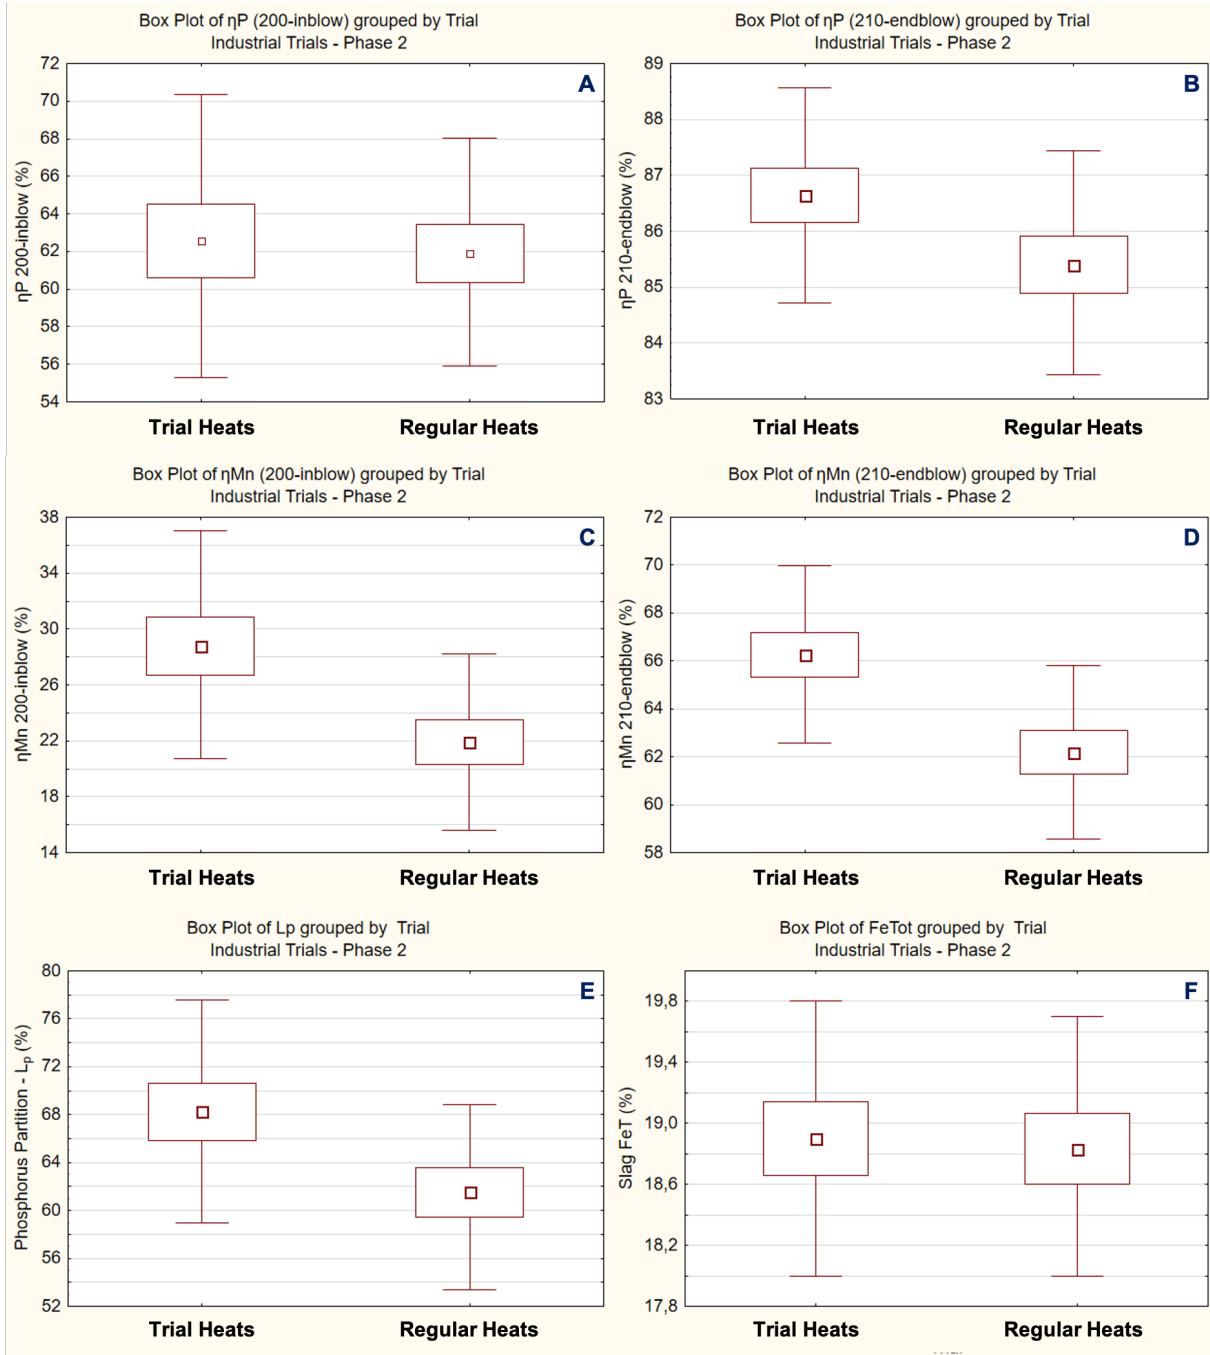 Box Plot of ηP (200-inblow) grouped by Trial
Industrial Trials - Phase 2
A
72
70
68
66
64
62
60
58
56
54
ηP 200-inblow (%)
Trial Heats
Regular Heats
Box Plot of ηP (210-endblow) grouped by Trial
Industrial Trials - Phase 2
B
89
88
87
86
85
84
83
ηP 210-endblow (%)
Trial Heats
Regular Heats
Box Plot of ηMn (200-inblow) grouped by Trial
Industrial Trials - Phase 2
C
38
34
30
26
22
18
14
ηMn 200-inblow (%)
Trial Heats
Regular Heats
Box Plot of ηMn (210-endblow) grouped by Trial
Industrial Trials - Phase 2
D
72
70
68
66
64
62
60
58
ηMn 210-endblow (%)
Trial Heats
Regular Heats
Box Plot of Lp grouped by Trial
Industrial Trials - Phase 2
E
80
76
72
68
64
60
56
52
Phosphorus Partition - Lp (%)
Trial Heats
Regular Heats
Box Plot of FeTot grouped by Trial
Industrial Trials - Phase 2
F
19,8
19,4
19,0
18,6
18,2
17,8
Slag FeT (%)
Trial Heats
Regular Heats